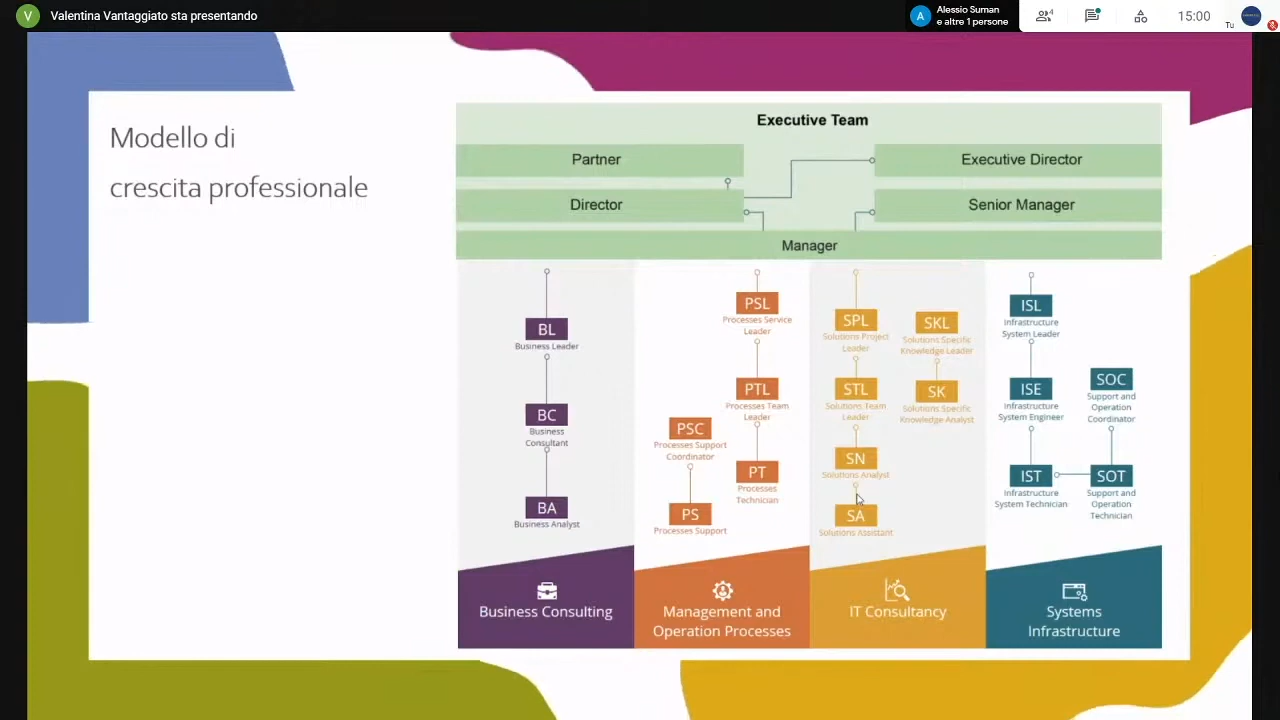 V
Valentina Vantaggiato sta presentando
A
Alessio Suman
e altre 1 persone
4
15:00
Tu
Modello di
crescita professionale
Executive Team
Partner
Executive Director
Director
Senior Manager
Manager
BL
Business Leader
BC
Business
Consultant
BA
Business Analyst
Business Consulting
PSL
Processes Service
Leader
PTL
Processes Team
Leader
PSC
Processes Support
Coordinator
PT
Processes
Technician
PS
Processes Support
Management and
Operation Processes
SPL
Solutions Project
Leader
SKL
Solutions Specific
Knowledge Leader
STL
Solutions Team
Leader
SK
Solutions Specific
Knowledge Analyst
SN
Solutions Analyst
SA
Solutions Assistant
IT Consultancy
ISL
Infrastructure
System Leader
ISE
Infrastructure
System Engineer
SOC
Support and
Operation
Coordinator
IST
Infrastructure
System Technician
SOT
Support and
Operation
Technician
Systems
Infrastructure